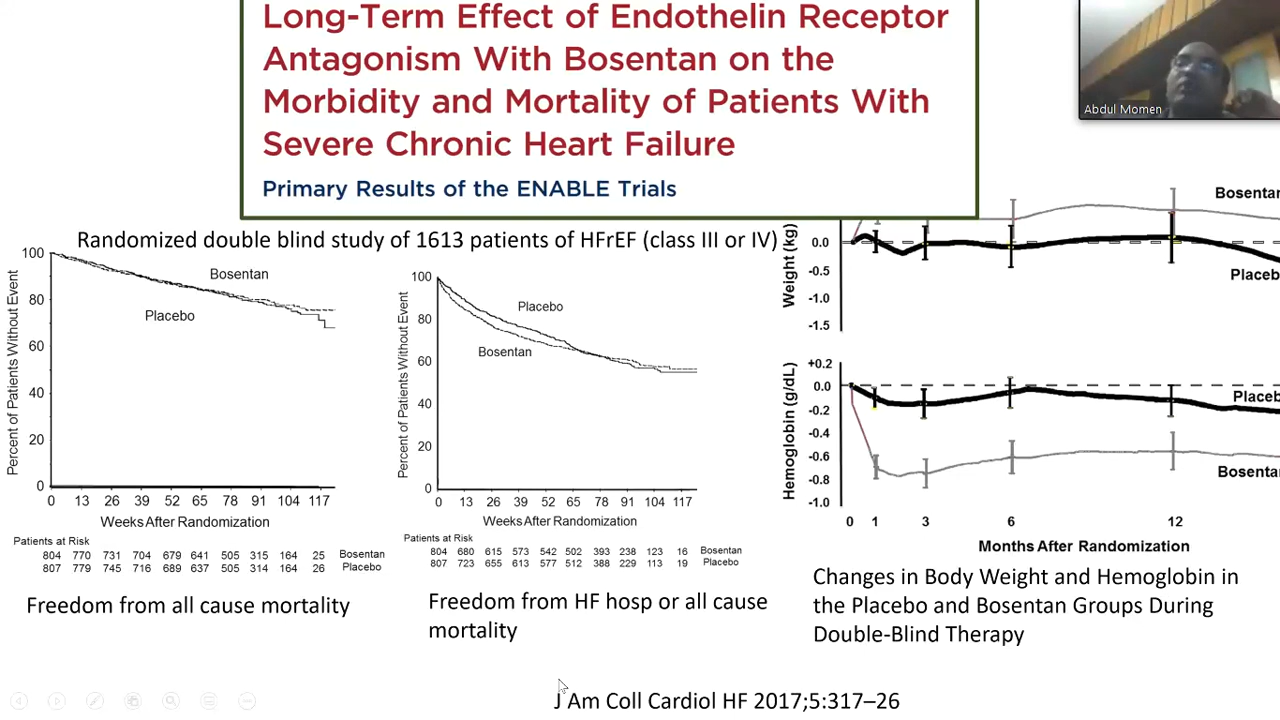 Long-Term Effect of Endothelin Receptor
Antagonism With Bosentan on the
Morbidity and Mortality of Patients With
Severe Chronic Heart Failure
Primary Results of the ENABLE Trials
Abdul Momen
Randomized double blind study of 1613 patients of HFrEF (class III or IV)
Percent of Patients Without Event
100
80
60
40
20
0
Bosentan
Placebo
0 13 26 39 52 65 78 91 104 117
Weeks After Randomization
Patients at Risk
804 770 731 704 679 641 505 315 164 25 Bosentan
807 779 745 716 689 637 505 314 164 26 Placebo
Freedom from all cause mortality
Percent of Patients Without Event
100
80
60
40
20
0
Placebo
Bosentan
0 13 26 39 52 65 78 91 104 117
Weeks After Randomization
Patients at Risk
804 680 615 573 542 502 393 238 123 16 Bosentan
807 723 655 613 577 512 388 229 113 19 Placebo
Freedom from HF hosp or all cause
mortality
Weight (kg)
0.0
-0.5
-1.0
-1.5
Bosentan
Placeb
Hemoglobin (g/dL)
+0.2
0.0
-0.2
-0.4
-0.6
-0.8
-1.0
Placeb
Bosentan
0 1 3 6 12
Months After Randomization
Changes in Body Weight and Hemoglobin in
the Placebo and Bosentan Groups During
Double-Blind Therapy
J Am Coll Cardiol HF 2017;5:317–26